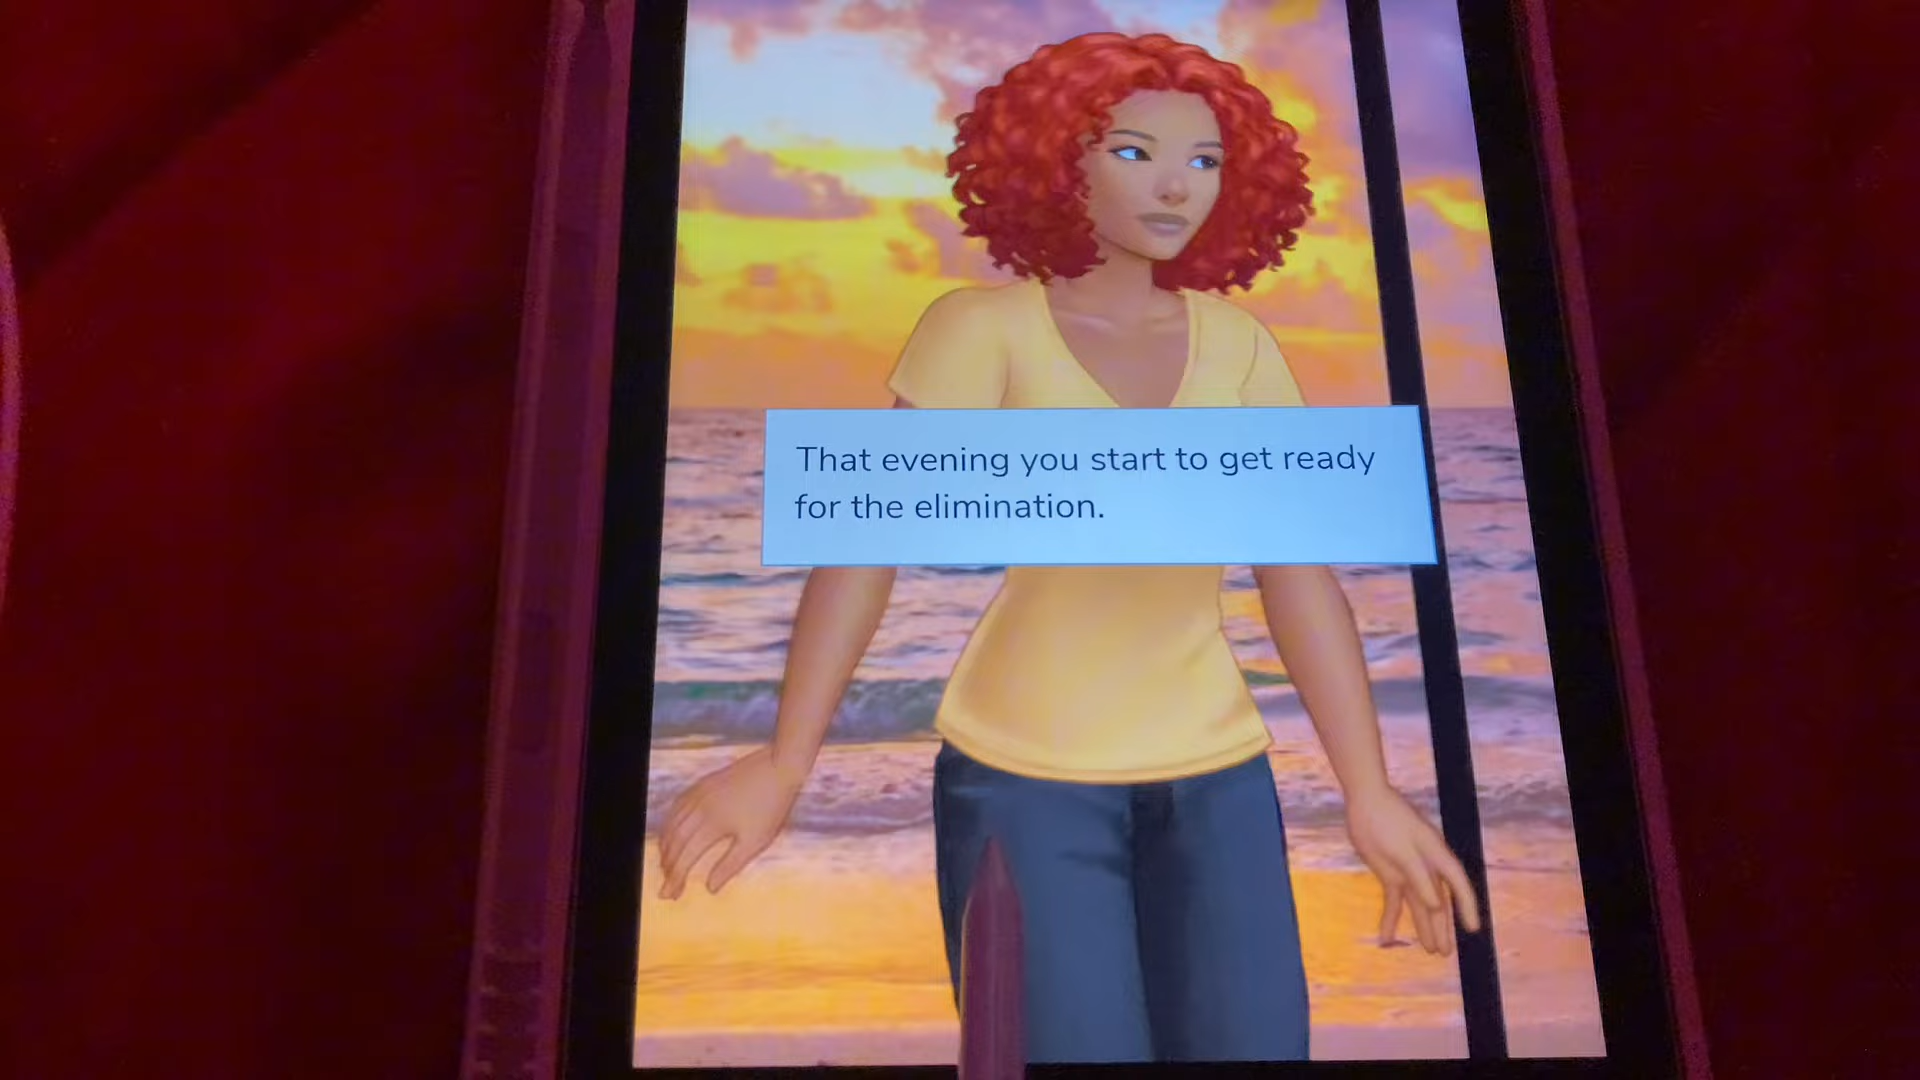 That evening you start to get ready
for the elimination.